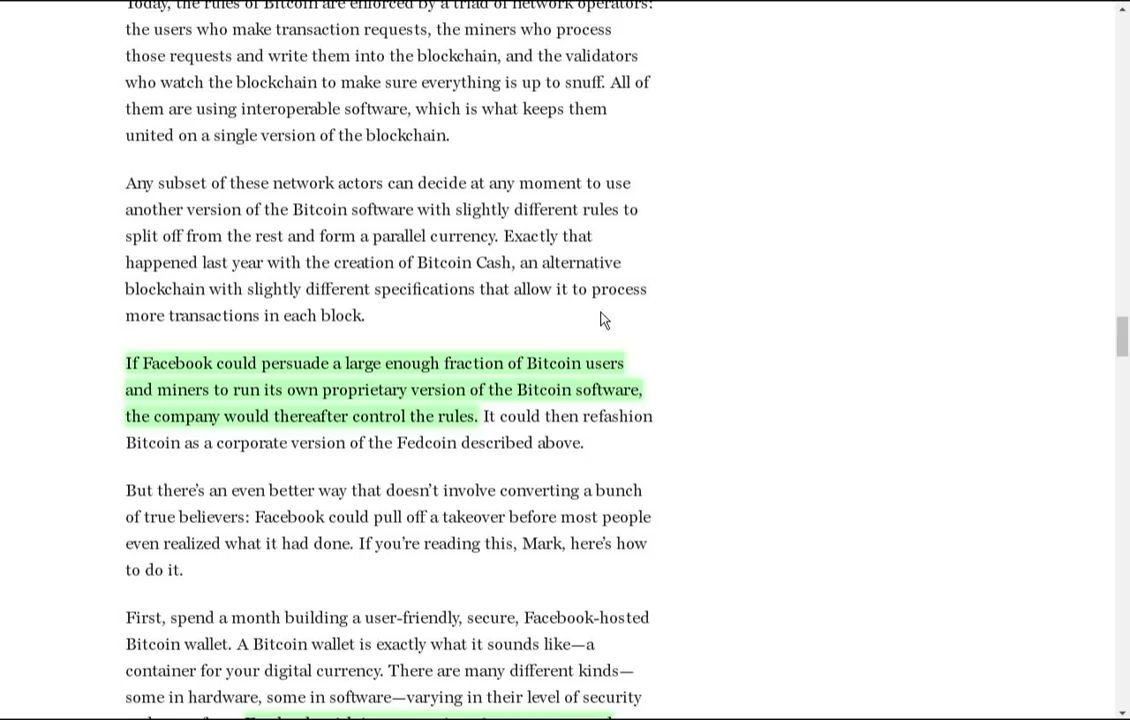 Today, the rules of Bitcoin are enforced by a triad of network operators:
the users who make transaction requests, the miners who process
those requests and write them into the blockchain, and the validators
who watch the blockchain to make sure everything is up to snuff. All of
them are using interoperable software, which is what keeps them
united on a single version of the blockchain.
Any subset of these network actors can decide at any moment to use
another version of the Bitcoin software with slightly different rules to
split off from the rest and form a parallel currency. Exactly that
happened last year with the creation of Bitcoin Cash, an alternative
blockchain with slightly different specifications that allow it to process
more transactions in each block.
If Facebook could persuade a large enough fraction of Bitcoin users
and miners to run its own proprietary version of the Bitcoin software,
the company would thereafter control the rules. It could then refashion
Bitcoin as a corporate version of the Fedcoin described above.
But there’s an even better way that doesn’t involve converting a bunch
of true believers: Facebook could pull off a takeover before most people
even realized what it had done. If you’re reading this, Mark, here’s how
to do it.
First, spend a month building a user-friendly, secure, Facebook-hosted
Bitcoin wallet. A Bitcoin wallet is exactly what it sounds like—a
container for your digital currency. There are many different kinds—
some in hardware, some in software—varying in their level of security